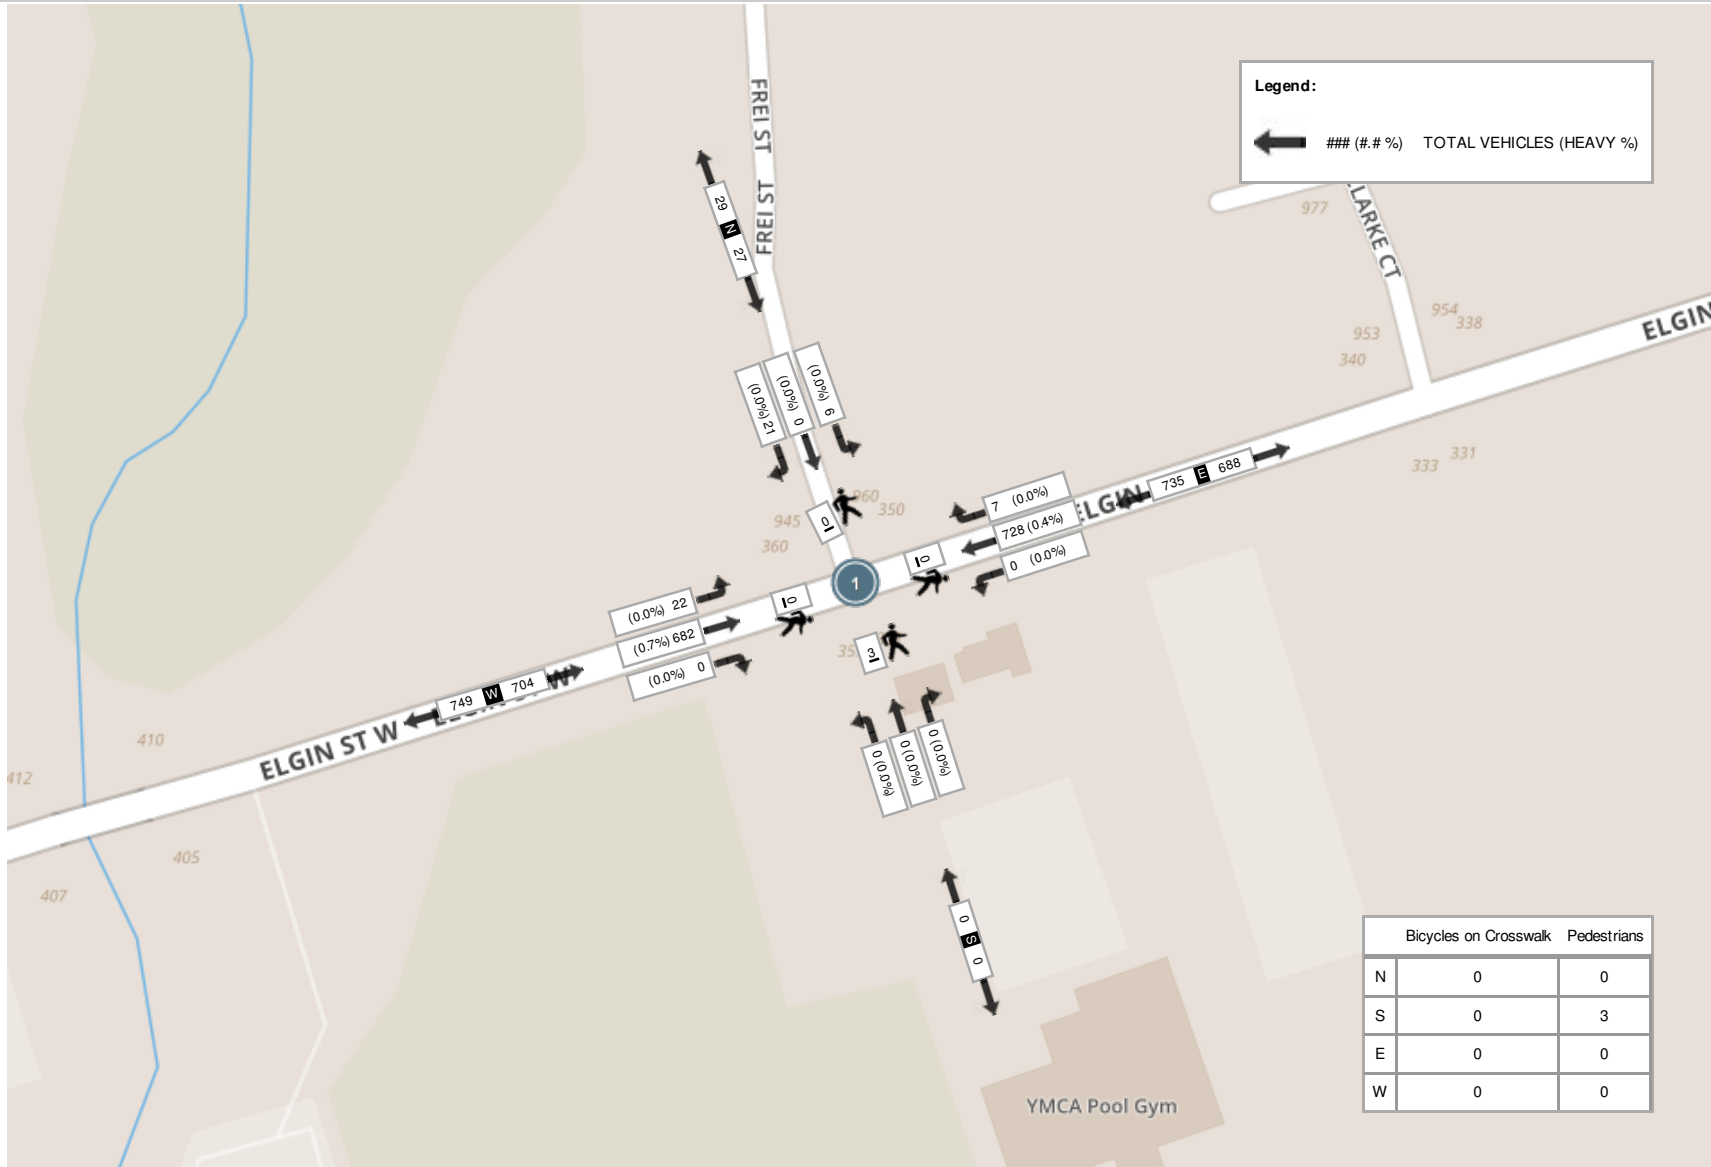 Legend:
### (#.# %) TOTAL VEHICLES (HEAVY %)
FREI ST
FREI ST
29 N 27
(0.0%) 21
(0.0%) 0
(0.0%) 6
0
960
350
945
360
977
LARKE CT
954
338
953
340
ELGIN
331
333
735 E 688
ELGIN
7 (0.0%)
728 (0.4%)
0 (0.0%)
0
1
0
(0.0%) 22
(0.7%) 682
(0.0%) 0
749 W 704
W
ELGIN ST W
3
35
0 (0.0%)
0 (0.0%)
0 (0.0%)
0 S 0
410
412
405
407
YMCA Pool Gym
Bicycles on Crosswalk Pedestrians
N 0 0
S 0 3
E 0 0
W 0 0